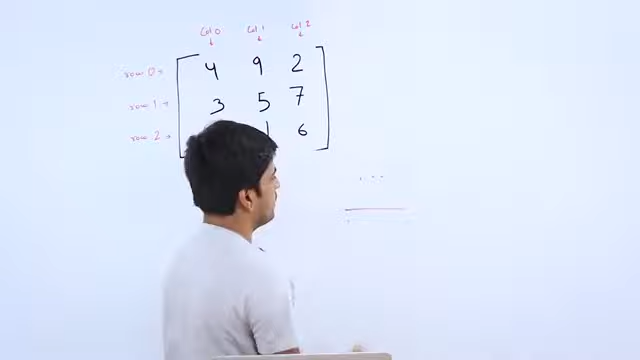 Col 0 Col 1 Col 2
row 0 → 4 9 2
row 1 → 3 5 7
row 2 → 1 6